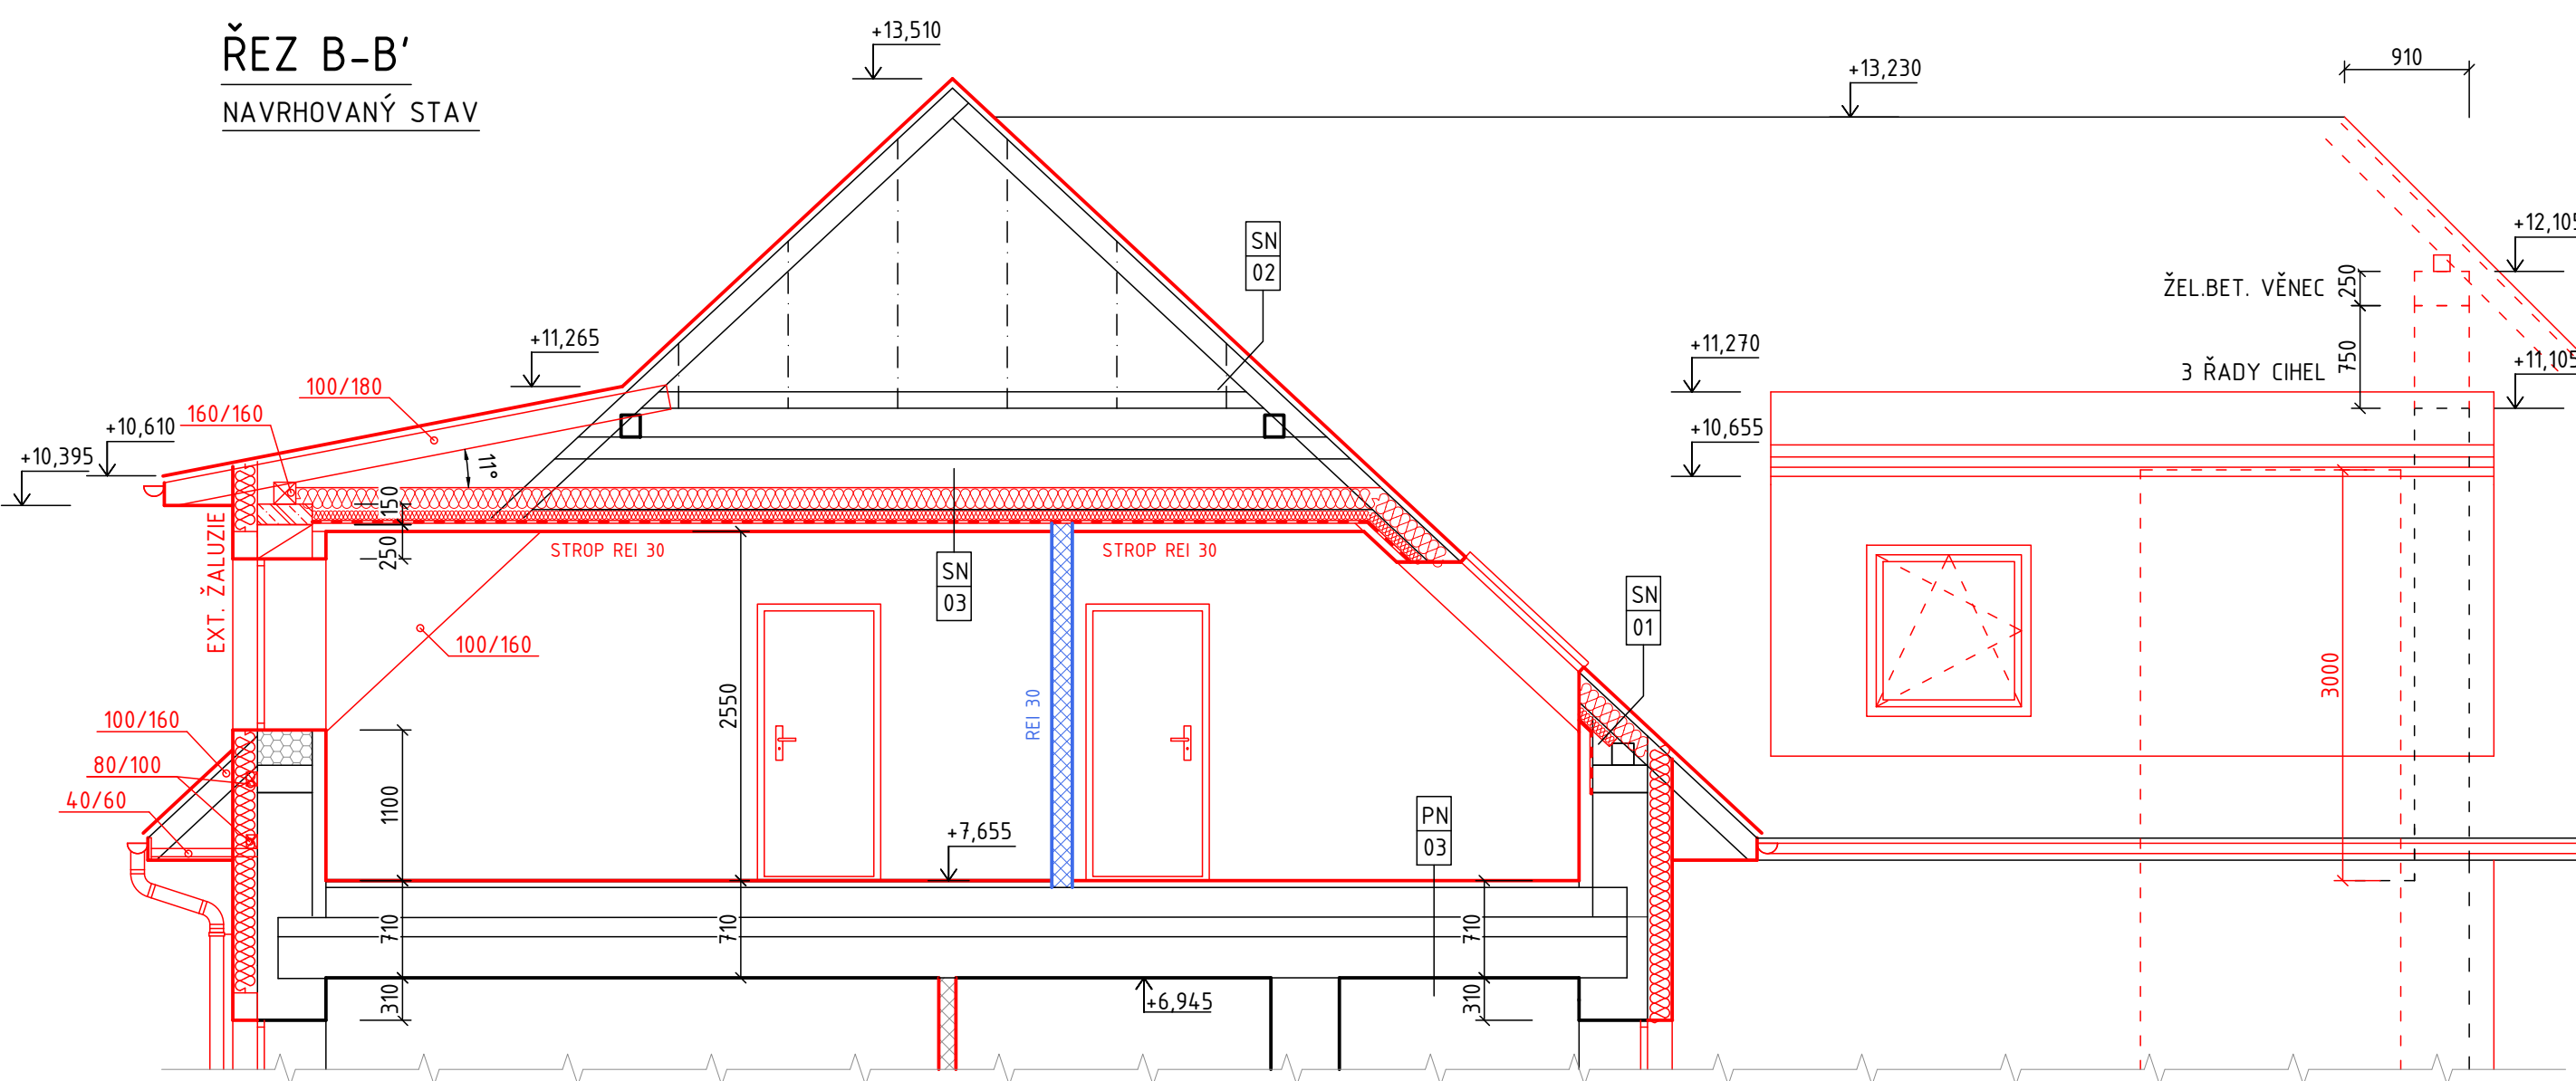 ŘEZ B-B'
NAVRHOVANÝ STAV
+13,510
+13,230
910
+12,105
ŽEL.BET. VĚNEC
250
750
3 ŘADY CIHEL
+11,105
SN
02
+11,265
+11,270
+10,655
100/180
160/160
+10,610
+10,395
11°
150
250
EXT. ŽALUZIE
STROP REI 30
STROP REI 30
SN
03
SN
01
100/160
2550
REI 30
3000
100/160
80/100
40/60
1100
+7,655
PN
03
710
710
710
310
310
+6,945